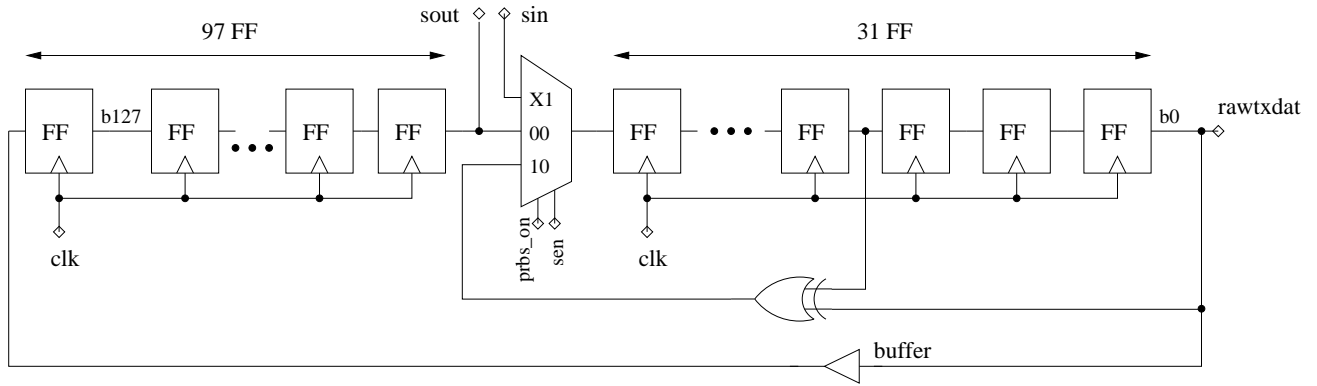 sout
sin
97 FF
31 FF
FF
b127
FF
FF
FF
X1
00
10
FF
FF
FF
FF
FF
b0
rawtxdat
clk
prbs_on
sen
clk
buffer